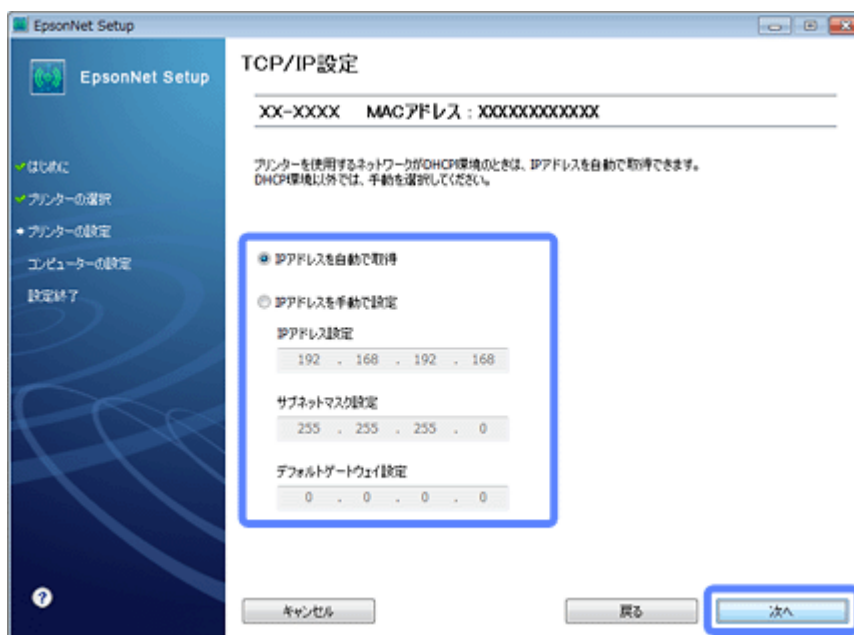 EpsonNet Setup
EpsonNet Setup
はじめに
プリンターの選択
プリンターの設定
コンピューターの設定
設定終了
TCP/IP設定
XX-XXXX MACアドレス : XXXXXXXXXXXX
プリンターを使用するネットワークがDHCP環境のときは、IPアドレスを自動で取得できます。
DHCP環境以外では、手動を選択してください。
IPアドレスを自動で取得
IPアドレスを手動で設定
IPアドレス設定
192 . 168 . 192 . 168
サブネットマスク設定
255 . 255 . 255 . 0
デフォルトゲートウェイ設定
0 . 0 . 0 . 0
?
キャンセル
戻る
次へ